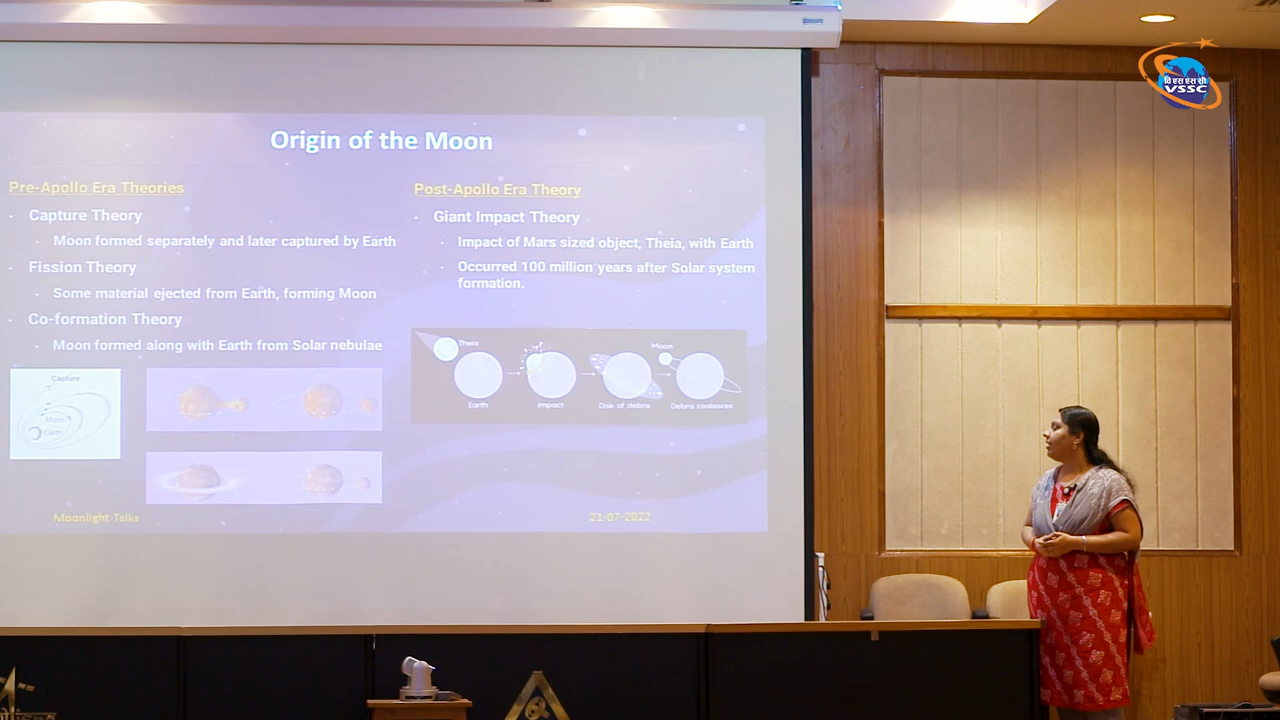 Origin of the Moon
Pre-Apollo Era Theories
Capture Theory
Moon formed separately and later captured by Earth
Fission Theory
Some material ejected from Earth, forming Moon
Co-formation Theory
Moon formed along with Earth from Solar nebulae
Capture
Moon
Earth
Post-Apollo Era Theory
Giant Impact Theory
Impact of Mars sized object, Theia, with Earth
Occurred 100 million years after Solar system
formation.
Theia
Moon
Earth
Impact
Disk of debris
Debris coalesces
Moonlight Talks
21-07-2022
वी एस एस सी
VSSC